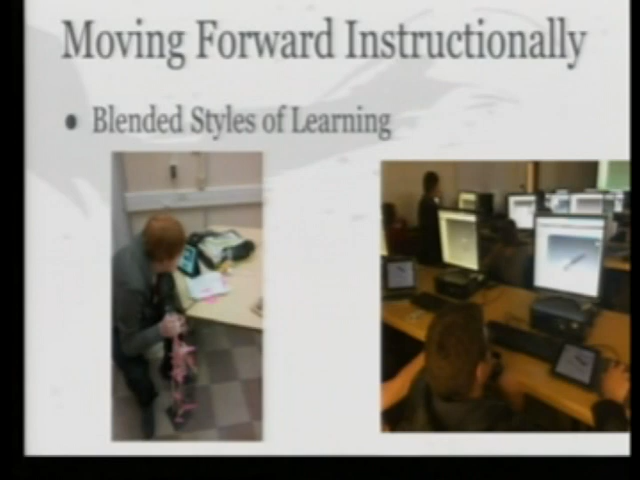 Moving Forward Instructionally
• Blended Styles of Learning